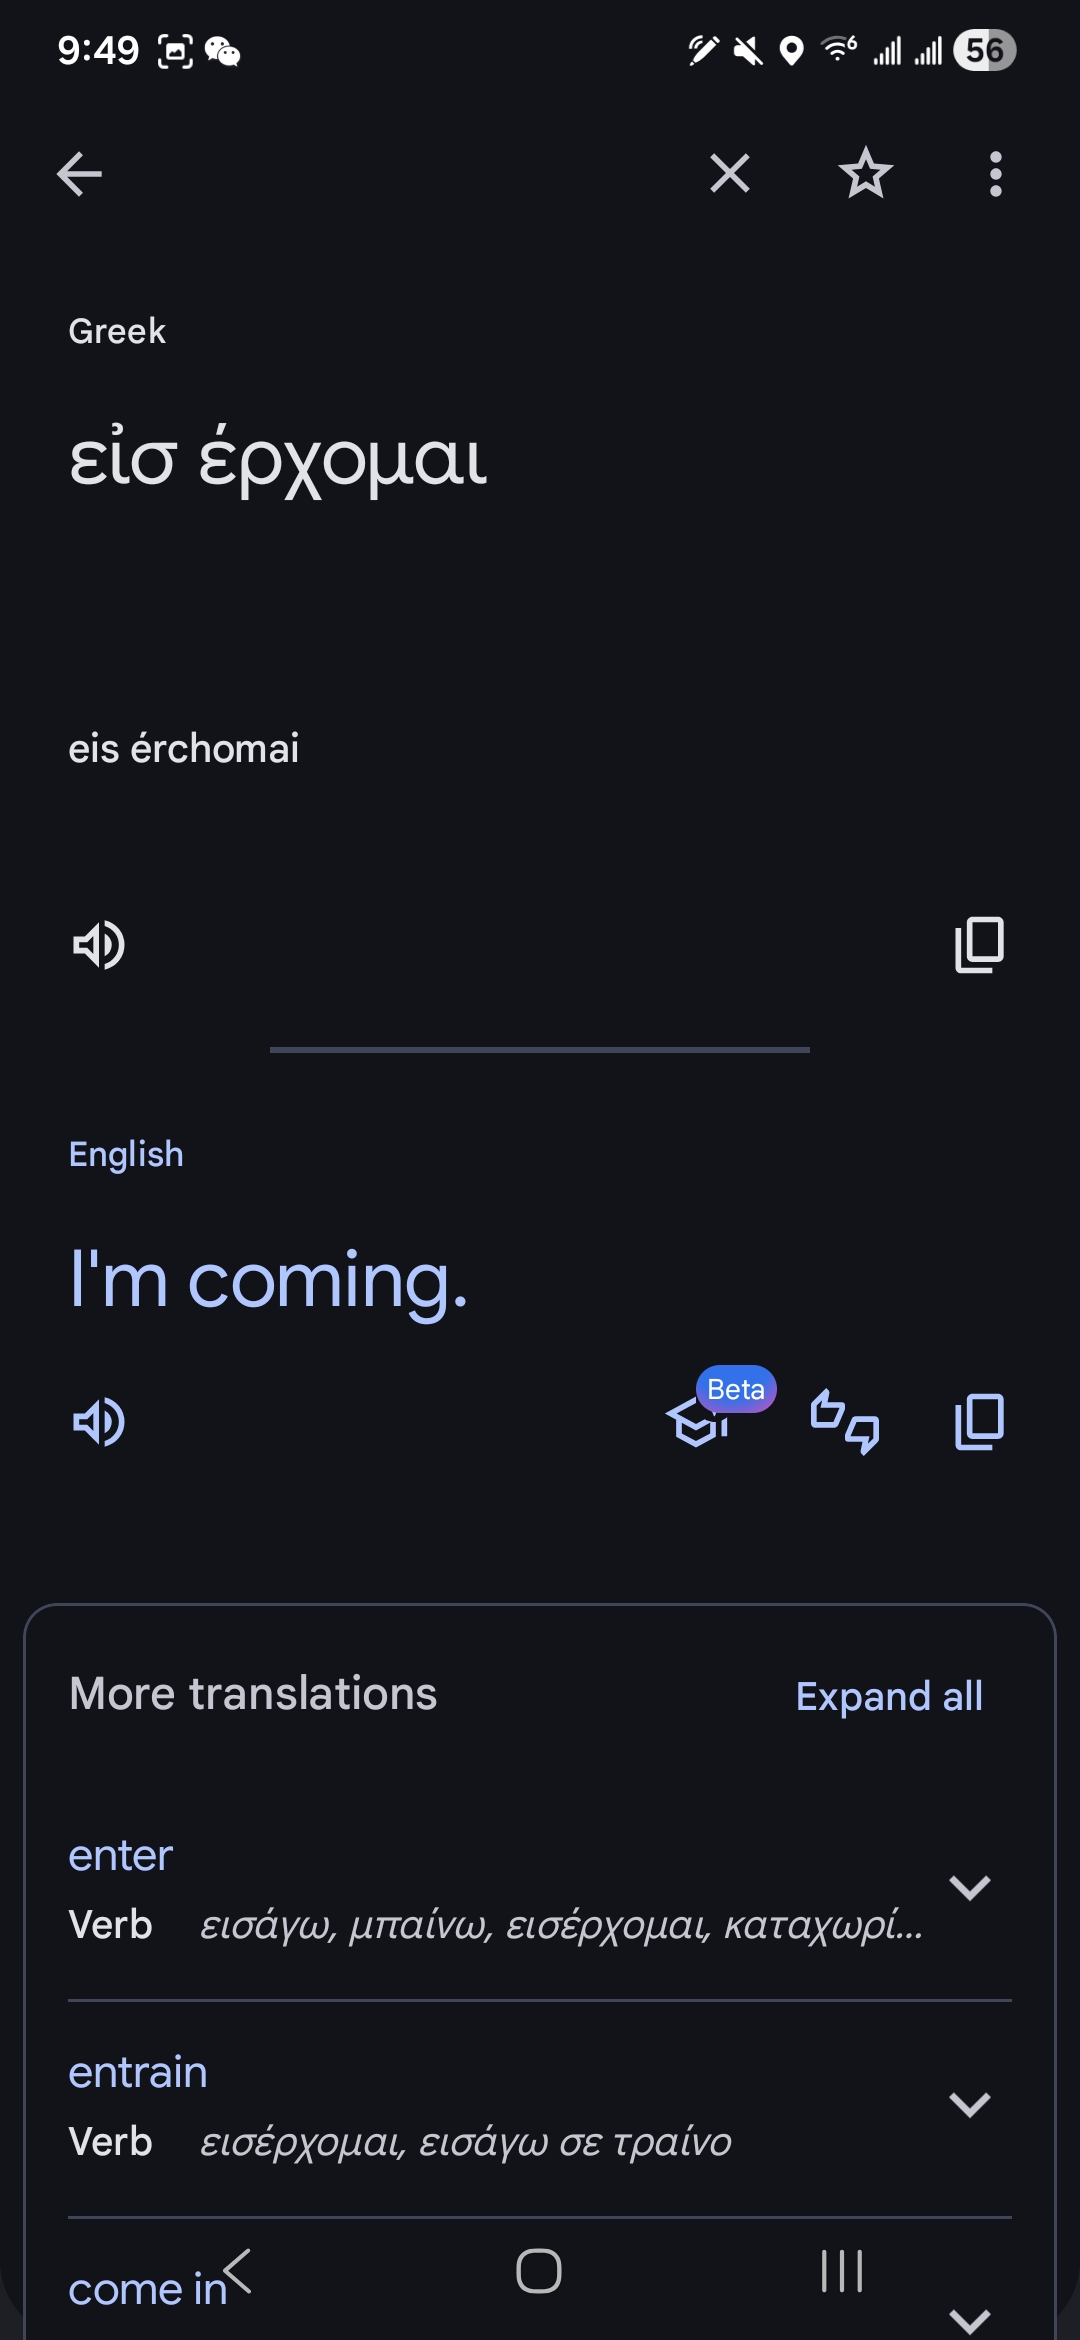 9:49
6
56
Greek
εἰσ έρχομαι
eis érchomai
English
I'm coming.
Beta
More translations
Expand all
enter
Verb εισάγω, μπαίνω, εισέρχομαι, καταχωρί...
entrain
Verb εισέρχομαι, εισάγω σε τραίνο
come in